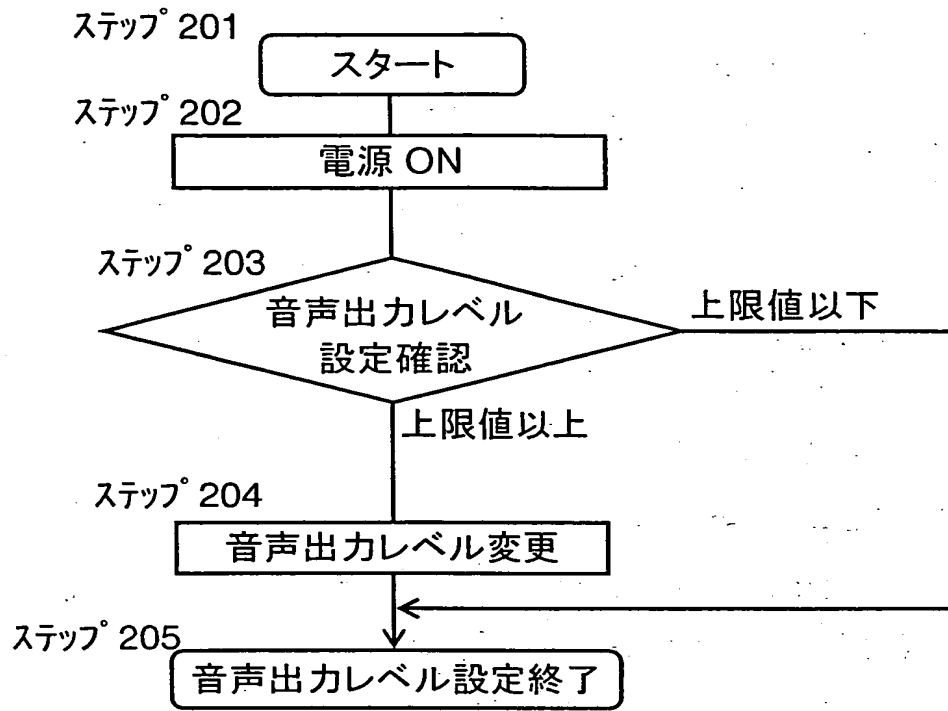 ステップ 201
スタート
ステップ 202
電源 ON
ステップ 203
音声出力レベル
設定確認
上限値以下
上限値以上
ステップ 204
音声出力レベル変更
ステップ 205
音声出力レベル設定終了